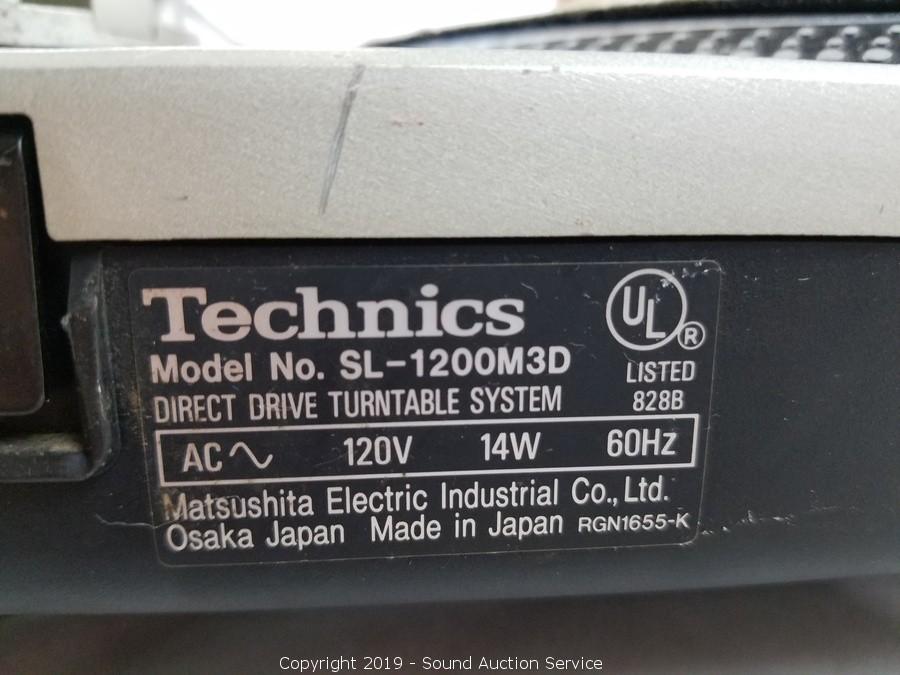 Technics
UL ®
Model No. SL-1200M3D
LISTED
DIRECT DRIVE TURNTABLE SYSTEM
828B
AC 120V 14W 60Hz
Matsushita Electric Industrial Co., Ltd.
Osaka Japan Made in Japan RGN1655-K
Copyright 2019 - Sound Auction Service